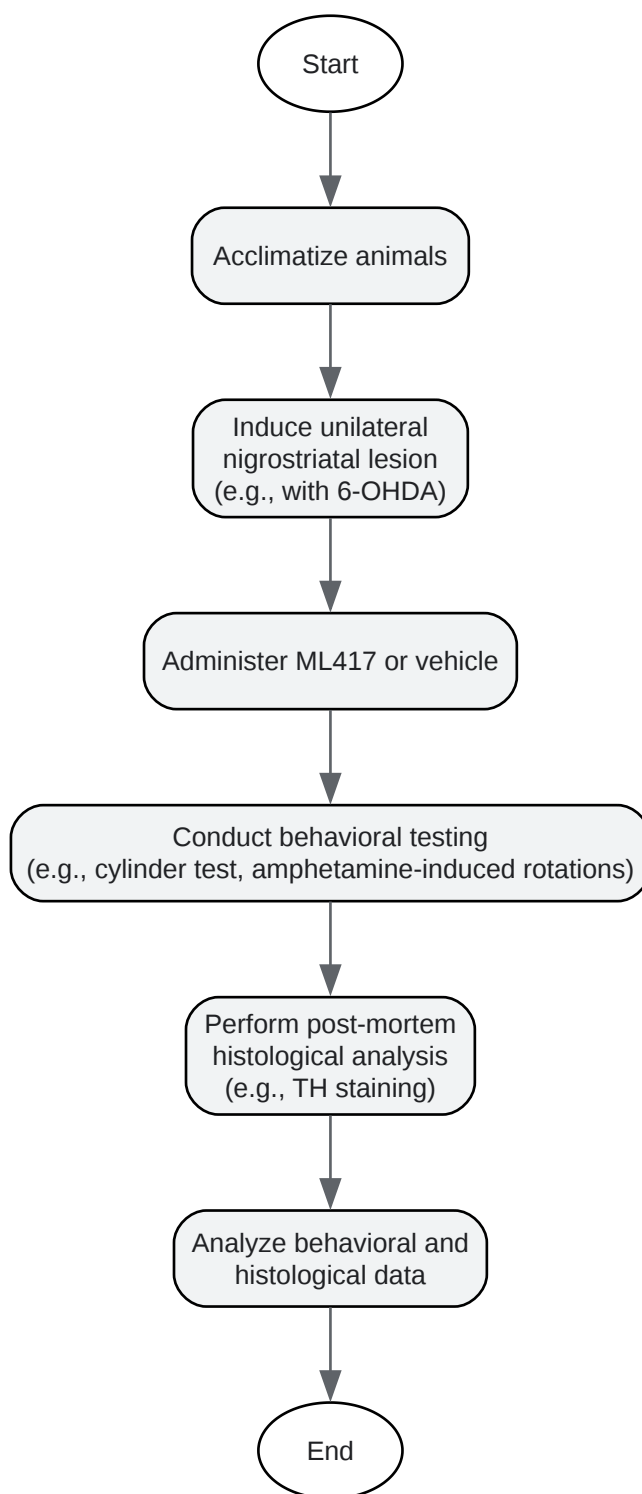 Start
Acclimatize animals
Induce unilateral
nigrostriatal lesion
(e.g., with 6-OHDA)
Administer ML417 or vehicle
Conduct behavioral testing
(e.g., cylinder test, amphetamine-induced rotations)
Perform post-mortem
histological analysis
(e.g., TH staining)
Analyze behavioral and
histological data
End